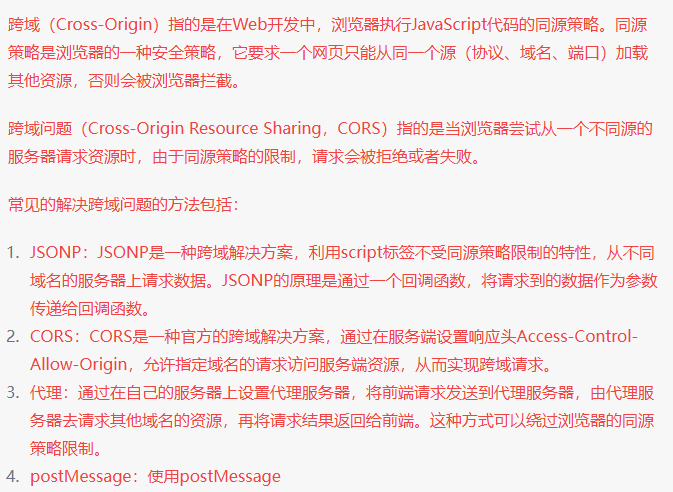 跨域（Cross-Origin）指的是在Web开发中，浏览器执行JavaScript代码的同源策略。同源
策略是浏览器的一种安全策略，它要求一个网页只能从同一个源（协议、域名、端口）加载
其他资源，否则会被浏览器拦截。
跨域问题（Cross-Origin Resource Sharing，CORS）指的是当浏览器尝试从一个不同源的
服务器请求资源时，由于同源策略的限制，请求会被拒绝或者失败。
常见的解决跨域问题的方法包括：
1. JSONP：JSONP是一种跨域解决方案，利用script标签不受同源策略限制的特性，从不同
域名的服务器上请求数据。JSONP的原理是通过一个回调函数，将请求到的数据作为参数
传递给回调函数。
2. CORS：CORS是一种官方的跨域解决方案，通过在服务端设置响应头Access-Control-
Allow-Origin，允许指定域名的请求访问服务端资源，从而实现跨域请求。
3. 代理：通过在自己的服务器上设置代理服务器，将前端请求发送到代理服务器，由代理服
务器去请求其他域名的资源，再将请求结果返回给前端。这种方式可以绕过浏览器的同源
策略限制。
4. postMessage：使用postMessage